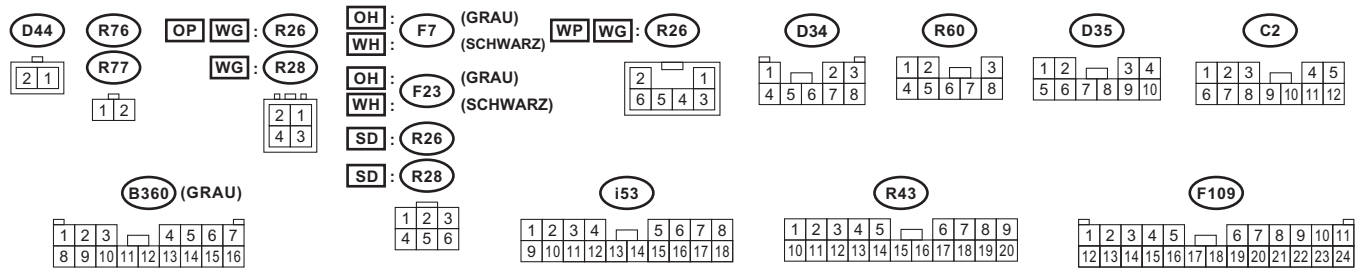 D44 R76 OP WG : R26 OH : F7 (GRAU) WP WG : R26 D34 R60 D35 C2
WH : (SCHWARZ)
R77 WG : R28
OH : F23 (GRAU)
WH : (SCHWARZ)
SD : R26
SD : R28
2 1
1 2
2 1
4 3
2 1
6 5 4 3
1 2 3
4 5 6 7 8
1 2 3
4 5 6 7 8
1 2 3 4
5 6 7 8 9 10
1 2 3 4 5
6 7 8 9 10 11 12
B360 (GRAU) i53 R43 F109
1 2 3 4 5 6 7
8 9 10 11 12 13 14 15 16
1 2 3
4 5 6
1 2 3 4 5 6 7 8
9 10 11 12 13 14 15 16 17 18
1 2 3 4 5 6 7 8 9
10 11 12 13 14 15 16 17 18 19 20
1 2 3 4 5 6 7 8 9 10 11
12 13 14 15 16 17 18 19 20 21 22 23 24